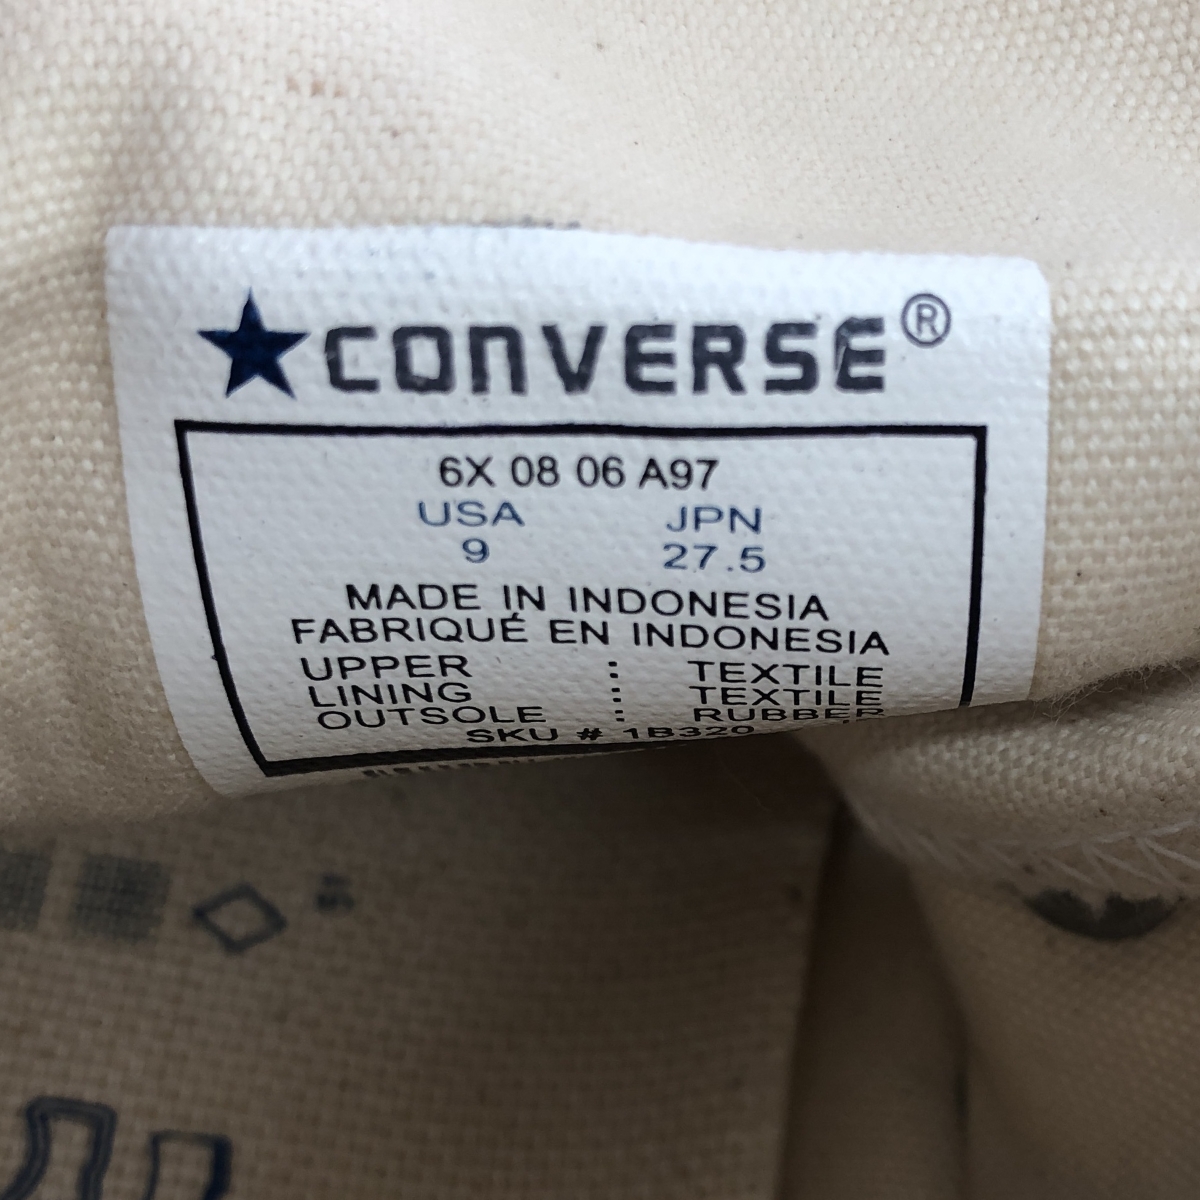 CONVERSE®
6X 08 06 A97
USA JPN
9 27.5
MADE IN INDONESIA
FABRIQUÉ EN INDONESIA
UPPER : TEXTILE
LINING : TEXTILE
OUTSOLE : RUBBER
SKU # 1B320